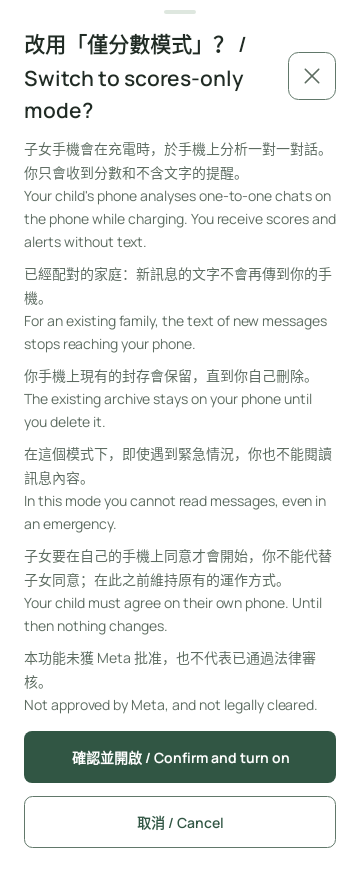 改用「僅分數模式」？ /
Switch to scores-only
mode?
子女手機會在充電時，於手機上分析一對一對話。
你只會收到分數和不含文字的提醒。
Your child's phone analyses one-to-one chats on
the phone while charging. You receive scores and
alerts without text.
已經配對的家庭：新訊息的文字不會再傳到你的手
機。
For an existing family, the text of new messages
stops reaching your phone.
你手機上現有的封存會保留，直到你自己刪除。
The existing archive stays on your phone until
you delete it.
在這個模式下，即使遇到緊急情況，你也不能閱讀
訊息內容。
In this mode you cannot read messages, even in
an emergency.
子女要在自己的手機上同意才會開始，你不能代替
子女同意；在此之前維持原有的運作方式。
Your child must agree on their own phone. Until
then nothing changes.
本功能未獲 Meta 批准，也不代表已通過法律審
核。
Not approved by Meta, and not legally cleared.
確認並開啟 / Confirm and turn on
取消 / Cancel